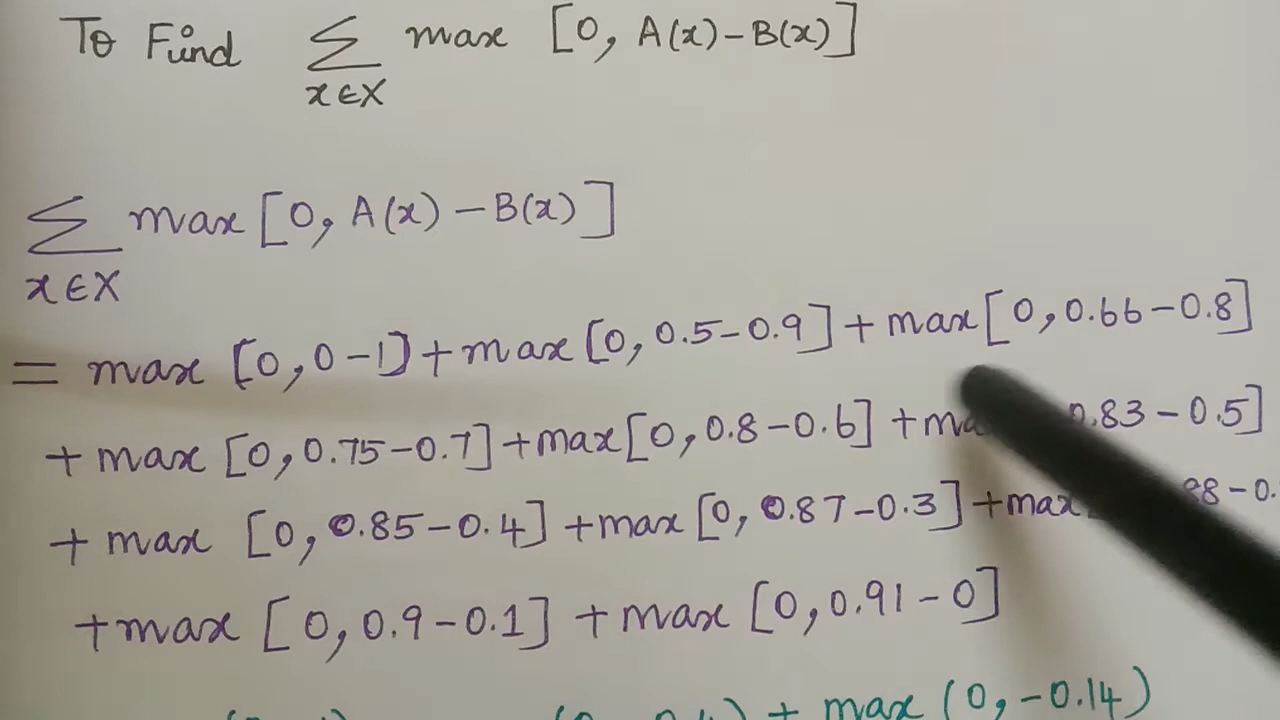 To Find ∑ max [0, A(x)-B(x)]
x∈X
∑ max [0, A(x)-B(x)]
x∈X
= max [0, 0-1] + max [0, 0.5-0.9] + max [0, 0.66-0.8]
+ max [0, 0.75-0.7] + max [0, 0.8-0.6] + 0.83-0.5]
+ max [0, 0.85-0.4] + max [0, 0.87-0.3] + max
+ max [0, 0.9-0.1] + max [0, 0.91-0]
+ max (0, -0.14)